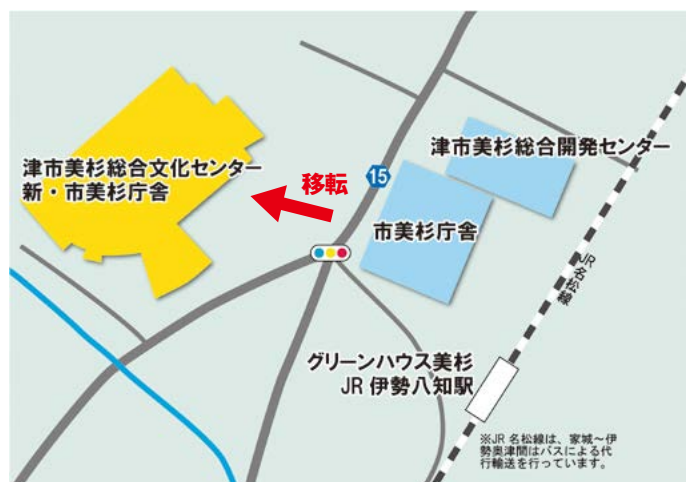 津市美杉総合文化センター
新・市美杉庁舎
移転
15
津市美杉総合開発センター
市美杉庁舎
JR名松線
グリーンハウス美杉
JR 伊勢八知駅
※JR 名松線は、家城〜伊
勢奥津間はバスによる代
行輸送を行っています。